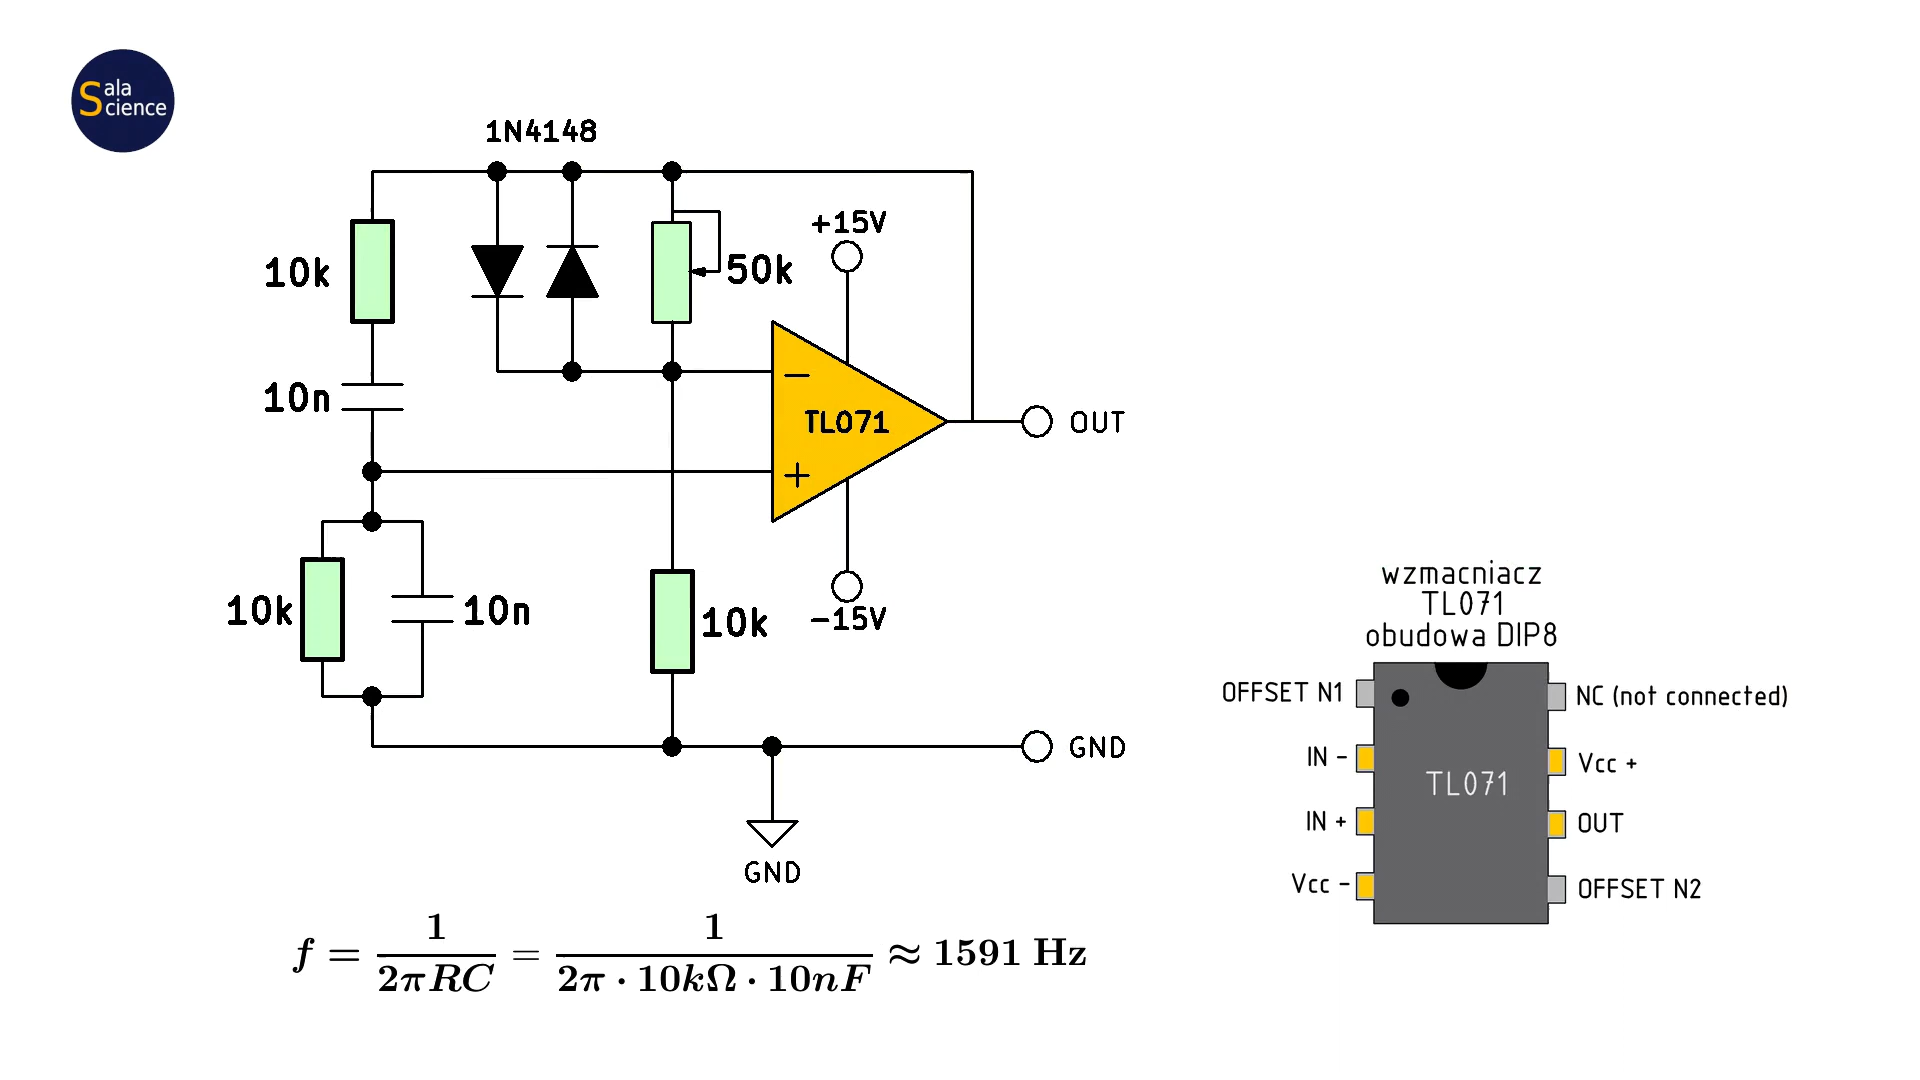 Sala
Science
1N4148
+15V
10k
50k
10n
−
TL071
OUT
+
10k
10n
10k
−15V
GND
GND
f = 1/(2πRC) = 1/(2π · 10kΩ · 10nF) ≈ 1591 Hz
wzmacniacz
TL071
obudowa DIP8
OFFSET N1
NC (not connected)
IN -
Vcc +
TL071
IN +
OUT
Vcc -
OFFSET N2